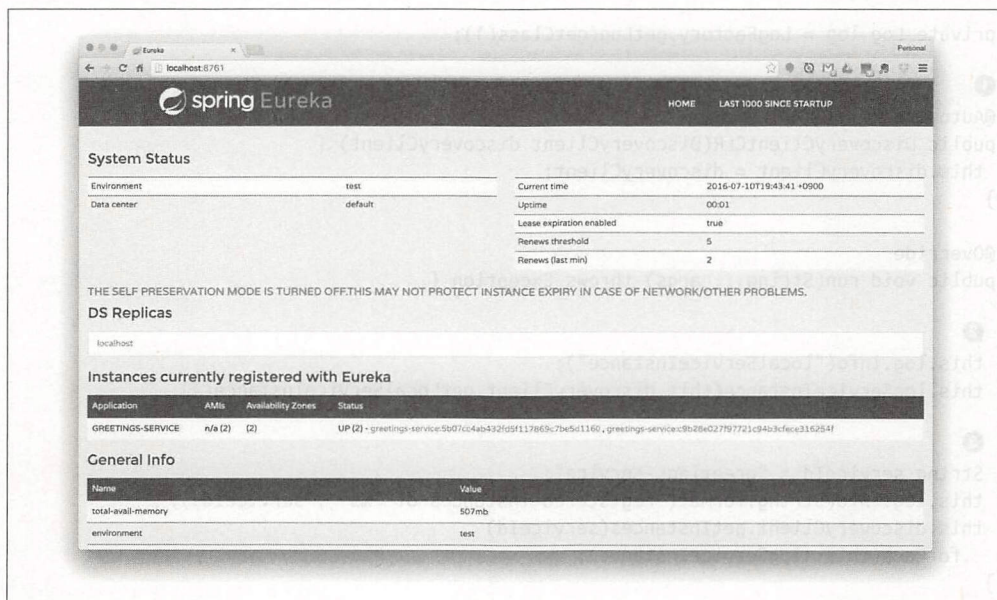 Eureka
Personal
localhost:8761
spring Eureka
HOME LAST 1000 SINCE STARTUP
System Status
Environment test
Data center default
Current time 2016-07-10T19:43:41 +0900
Uptime 00:01
Lease expiration enabled true
Renews threshold 5
Renews (last min) 2
THE SELF PRESERVATION MODE IS TURNED OFF.THIS MAY NOT PROTECT INSTANCE EXPIRY IN CASE OF NETWORK/OTHER PROBLEMS.
DS Replicas
localhost
Instances currently registered with Eureka
Application AMIs Availability Zones Status
GREETINGS-SERVICE n/a (2) (2) UP (2) - greetings-service:5b07cc4ab432fd5f117869c7be5d1160 , greetings-service:c9b28e027f97721c94b3cfece316254f
General Info
Name Value
total-avail-memory 507mb
environment test